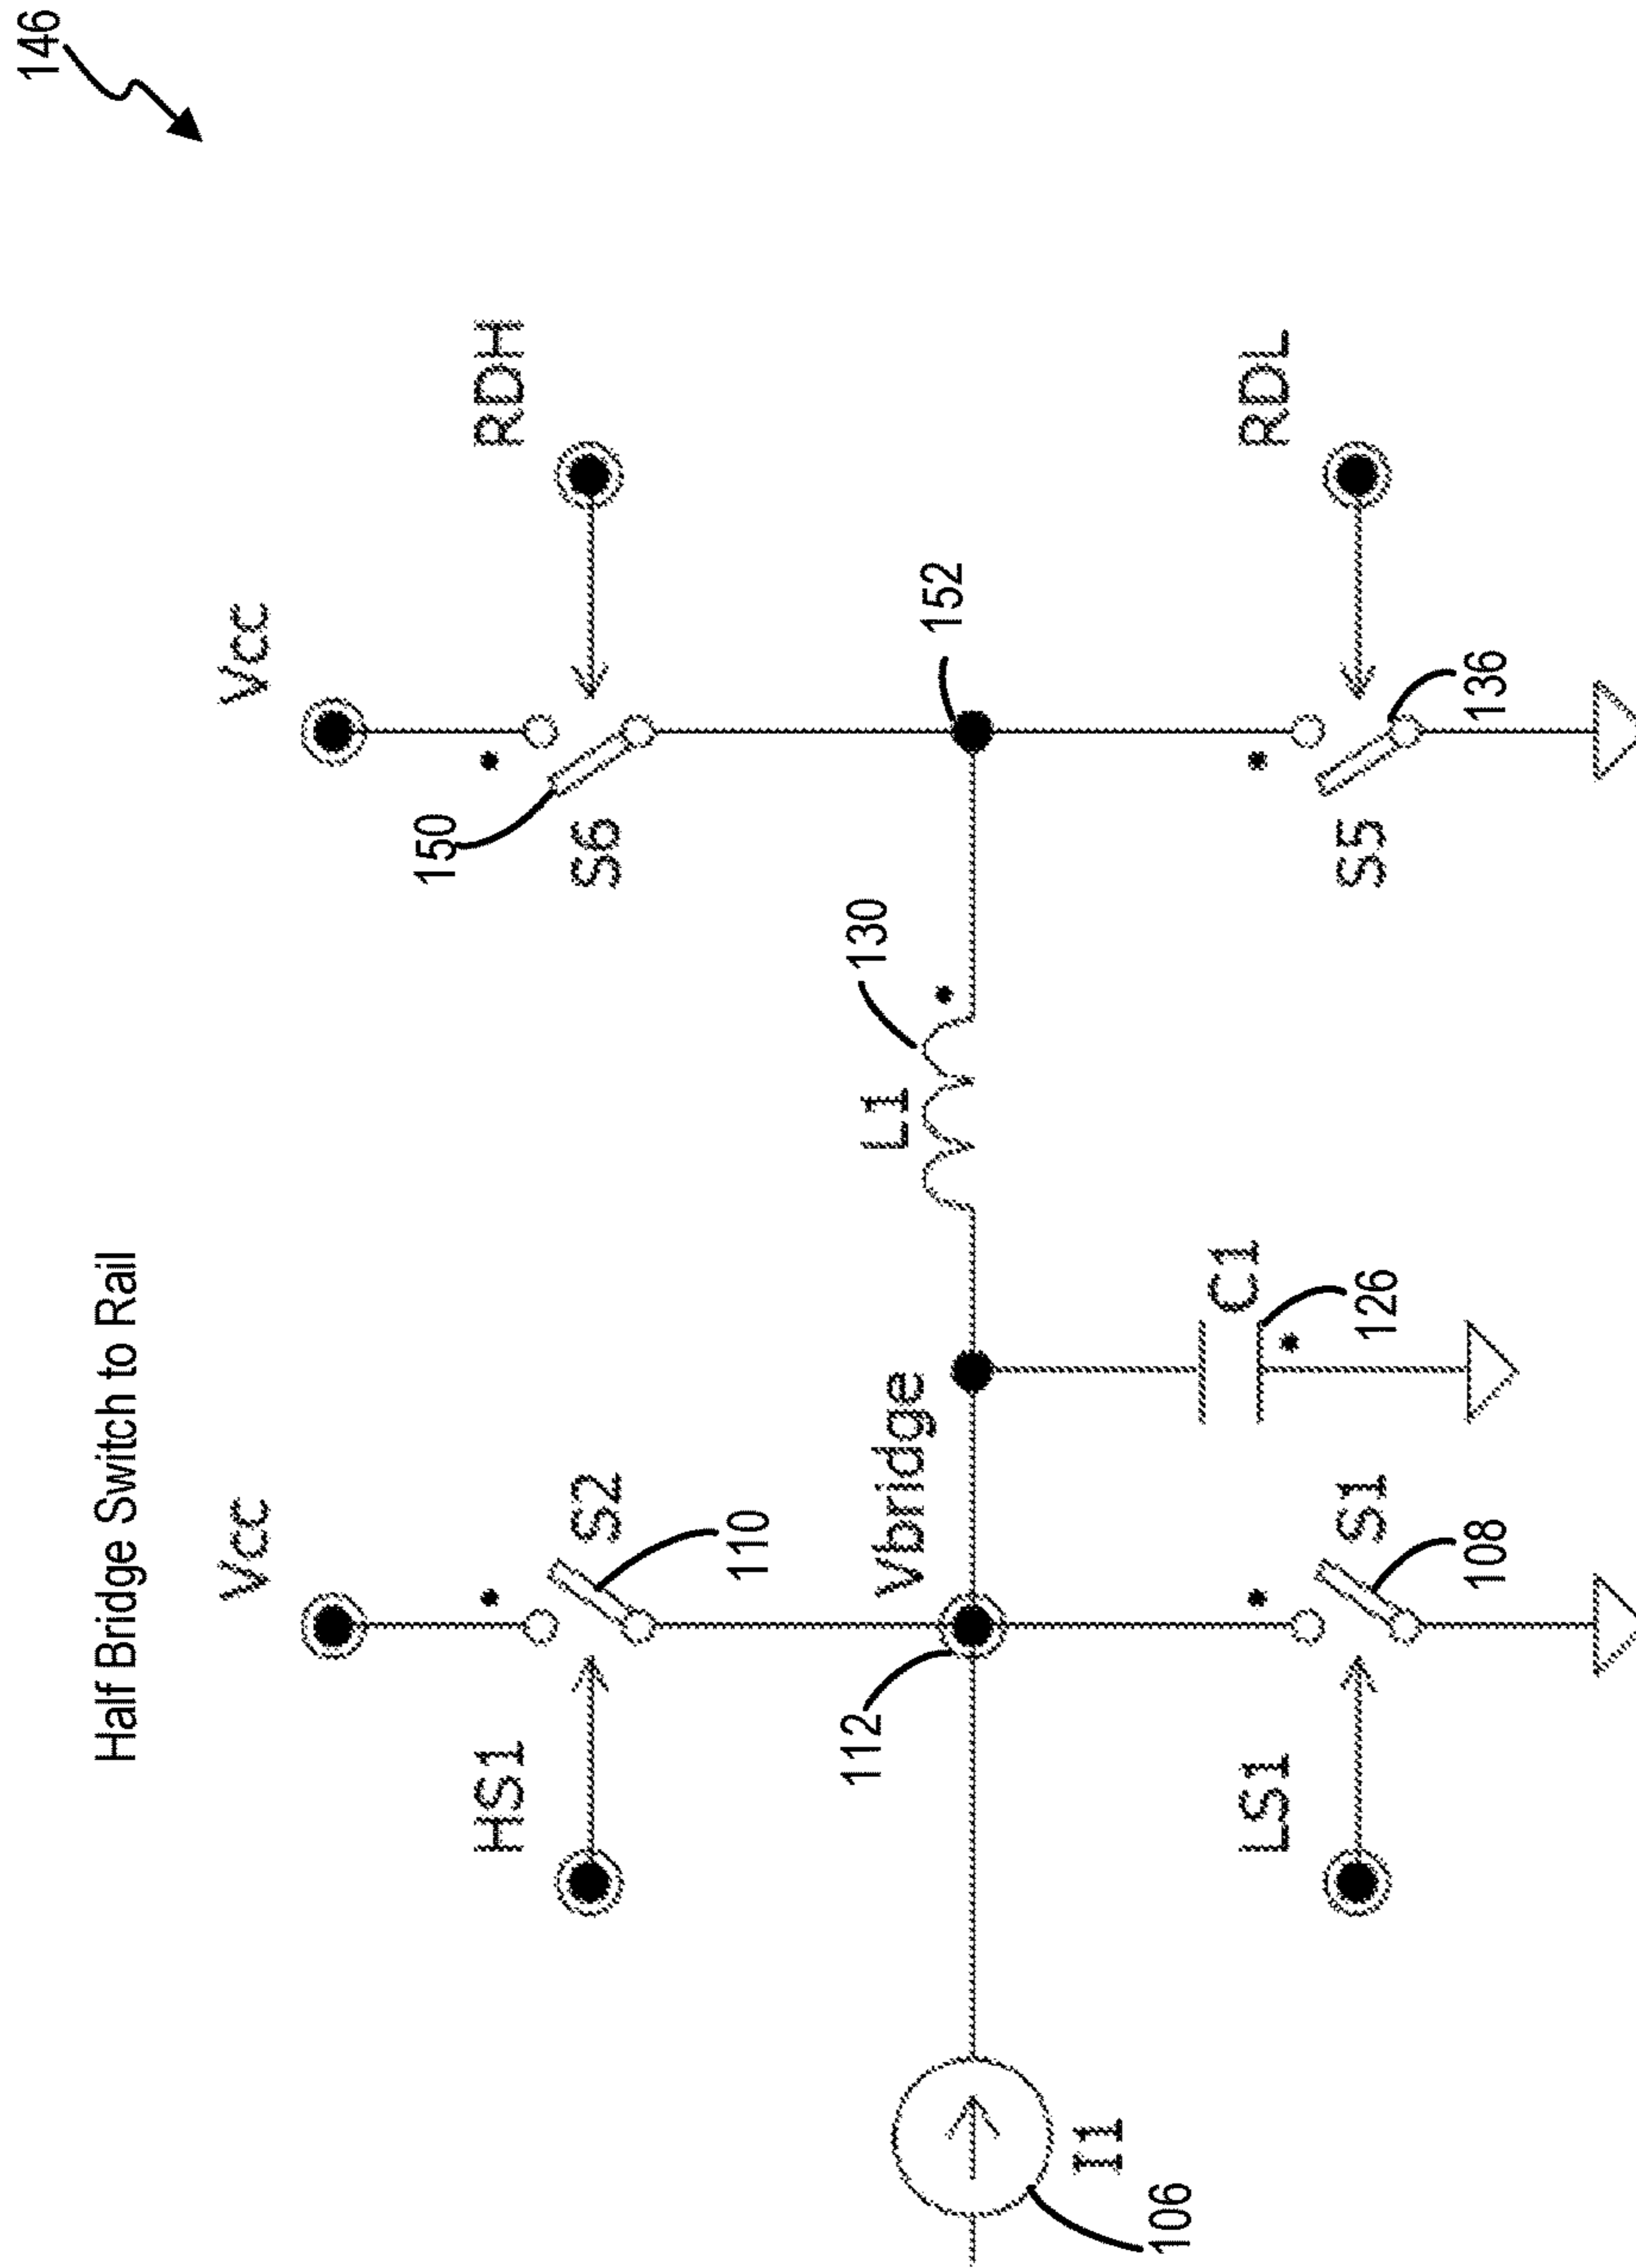 146
Half Bridge Switch to Rail
Vcc
Vcc
150
HS1
RDH
S2
S6
110
112
Vbridge
L1
130
152
I1
106
C1
LS1
RDL
S1
126
S5
108
136